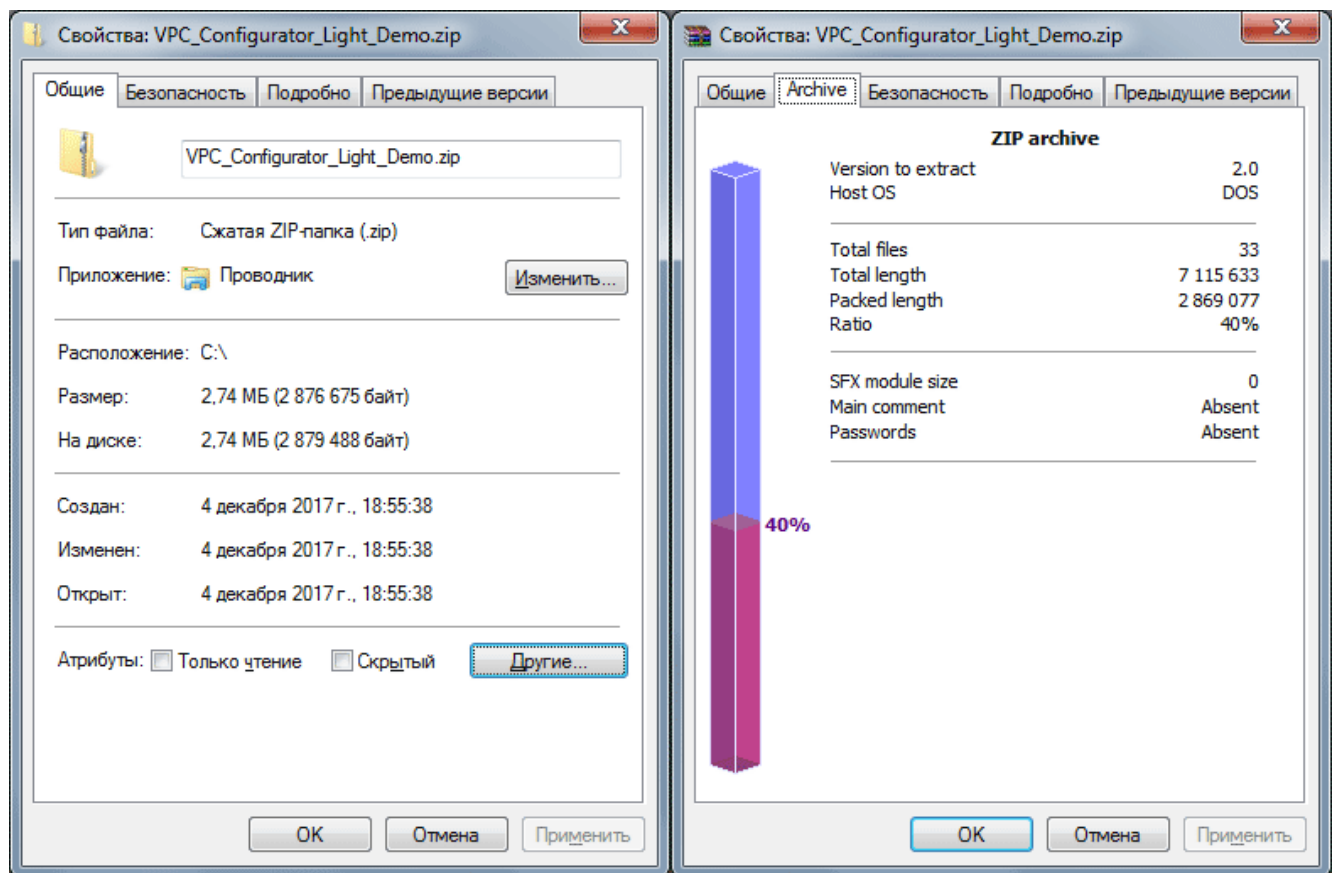 Свойства: VPC_Configurator_Light_Demo.zip
Общие Безопасность Подробно Предыдущие версии
VPC_Configurator_Light_Demo.zip
Тип файла: Сжатая ZIP-папка (.zip)
Приложение: Проводник Изменить...
Расположение: C:\
Размер: 2,74 МБ (2 876 675 байт)
На диске: 2,74 МБ (2 879 488 байт)
Создан: 4 декабря 2017 г., 18:55:38
Изменен: 4 декабря 2017 г., 18:55:38
Открыт: 4 декабря 2017 г., 18:55:38
Атрибуты: Только чтение Скрытый Другие...
OK Отмена Применить
Свойства: VPC_Configurator_Light_Demo.zip
Общие Archive Безопасность Подробно Предыдущие версии
ZIP archive
Version to extract 2.0
Host OS DOS
Total files 33
Total length 7 115 633
Packed length 2 869 077
Ratio 40%
SFX module size 0
Main comment Absent
Passwords Absent
40%
OK Отмена Применить